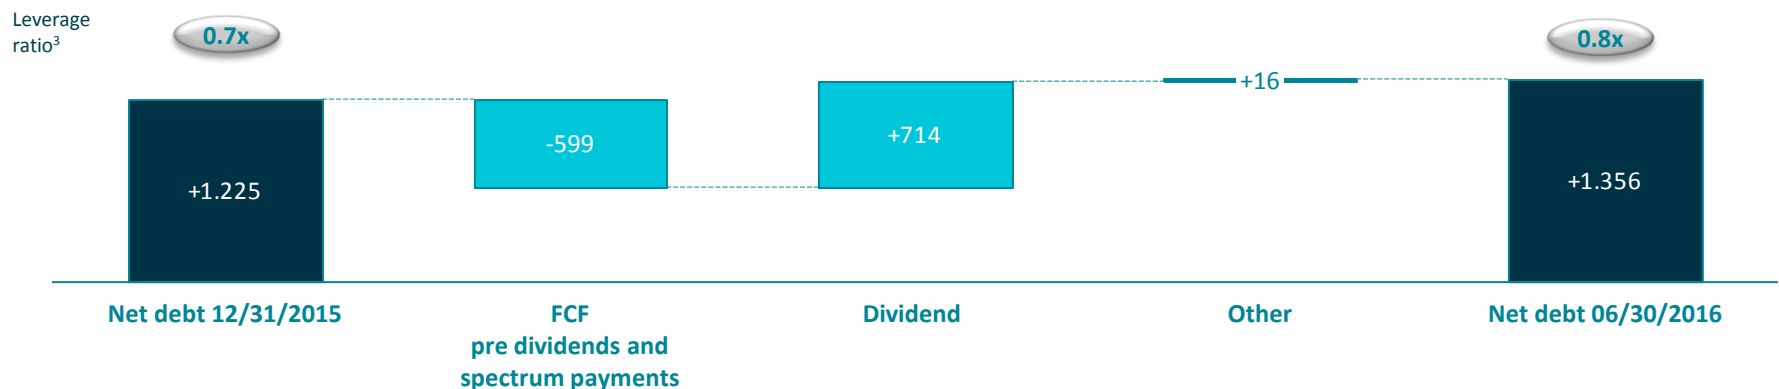 Leverage
ratio³
0.7x
0.8x
+1.225
-599
+714
+16
+1.356
Net debt 12/31/2015
FCF
pre dividends and
spectrum payments
Dividend
Other
Net debt 06/30/2016